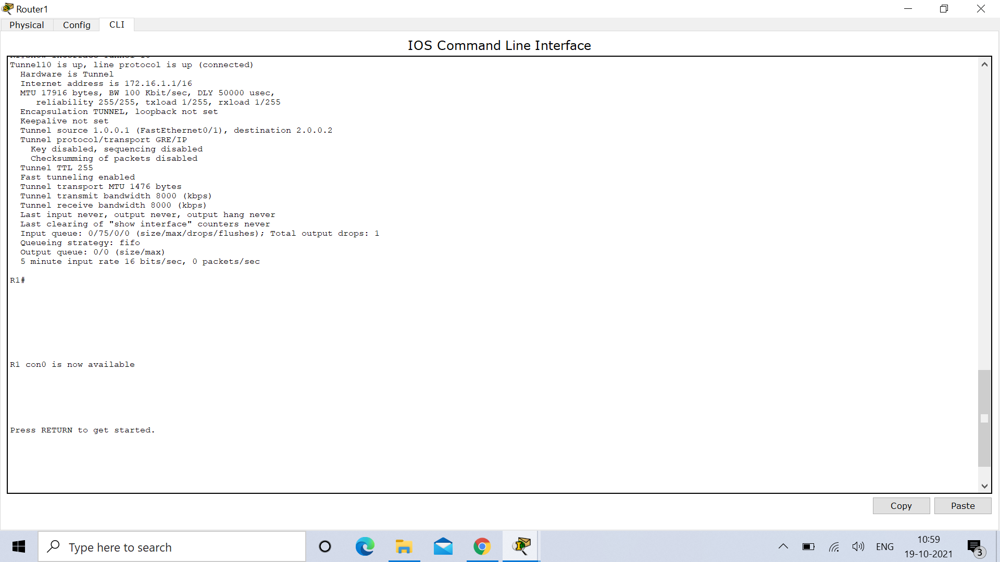 Router1
Physical
Config
CLI
IOS Command Line Interface
R1#show interface Tunnel 10
Tunnel10 is up, line protocol is up (connected)
Hardware is Tunnel
Internet address is 172.16.1.1/16
MTU 17916 bytes, BW 100 Kbit/sec, DLY 50000 usec,
reliability 255/255, txload 1/255, rxload 1/255
Encapsulation TUNNEL, loopback not set
Keepalive not set
Tunnel source 1.0.0.1 (FastEthernet0/1), destination 2.0.0.2
Tunnel protocol/transport GRE/IP
Key disabled, sequencing disabled
Checksumming of packets disabled
Tunnel TTL 255
Fast tunneling enabled
Tunnel transport MTU 1476 bytes
Tunnel transmit bandwidth 8000 (kbps)
Tunnel receive bandwidth 8000 (kbps)
Last input never, output never, output hang never
Last clearing of "show interface" counters never
Input queue: 0/75/0/0 (size/max/drops/flushes); Total output drops: 1
Queueing strategy: fifo
Output queue: 0/0 (size/max)
5 minute input rate 16 bits/sec, 0 packets/sec
R1#
R1 con0 is now available
Press RETURN to get started.
Copy
Paste
Type here to search
ENG
10:59
19-10-2021
3